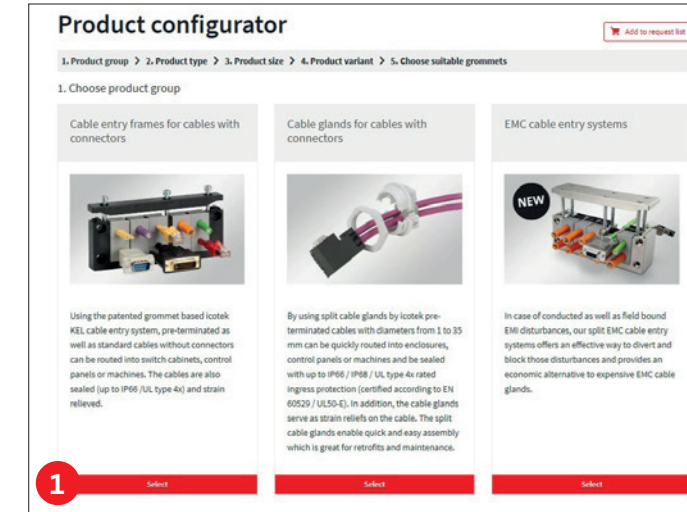 Product configurator
Add to request list
1. Product group > 2. Product type > 3. Product size > 4. Product variant > 5. Choose suitable grommets
1. Choose product group
Cable entry frames for cables with
connectors
Using the patented grommet based icotek
KEL cable entry system, pre-terminated as
well as standard cables without connectors
can be routed into switch cabinets, control
panels or machines. The cables are also
sealed (up to IP66 /UL type 4x) and strain
relieved.
Select
Cable glands for cables with
connectors
By using split cable glands by icotek pre-
terminated cables with diameters from 1 to 35
mm can be quickly routed into enclosures,
control panels or machines and be sealed
with up to IP66 / IP68 / UL type 4x rated
ingress protection (certified according to EN
60529 / UL50-E). In addition, the cable glands
serve as strain reliefs on the cable. The split
cable glands enable quick and easy assembly
which is great for retrofits and maintenance.
Select
EMC cable entry systems
NEW
In case of conducted as well as field bound
EMI disturbances, our split EMC cable entry
systems offers an effective way to divert and
block those disturbances and provides an
economic alternative to expensive EMC cable
glands.
Select
1